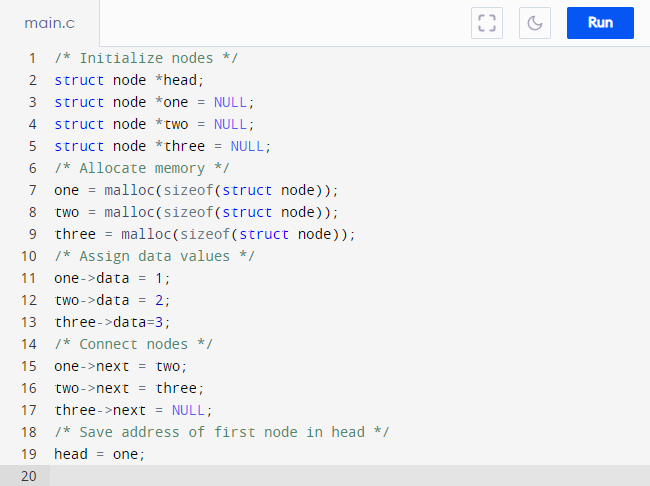 main.c
Run
1 /* Initialize nodes */
2 struct node *head;
3 struct node *one = NULL;
4 struct node *two = NULL;
5 struct node *three = NULL;
6 /* Allocate memory */
7 one = malloc(sizeof(struct node));
8 two = malloc(sizeof(struct node));
9 three = malloc(sizeof(struct node));
10 /* Assign data values */
11 one->data = 1;
12 two->data = 2;
13 three->data=3;
14 /* Connect nodes */
15 one->next = two;
16 two->next = three;
17 three->next = NULL;
18 /* Save address of first node in head */
19 head = one;
20